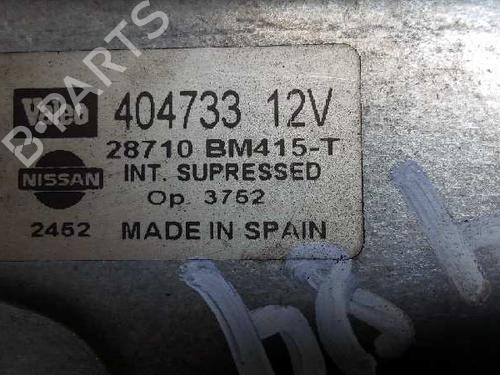 Valeo 404733 12V
28710 BM415-T
NISSAN INT. SUPRESSED
Op. 3752
2452 MADE IN SPAIN
B-PARTS